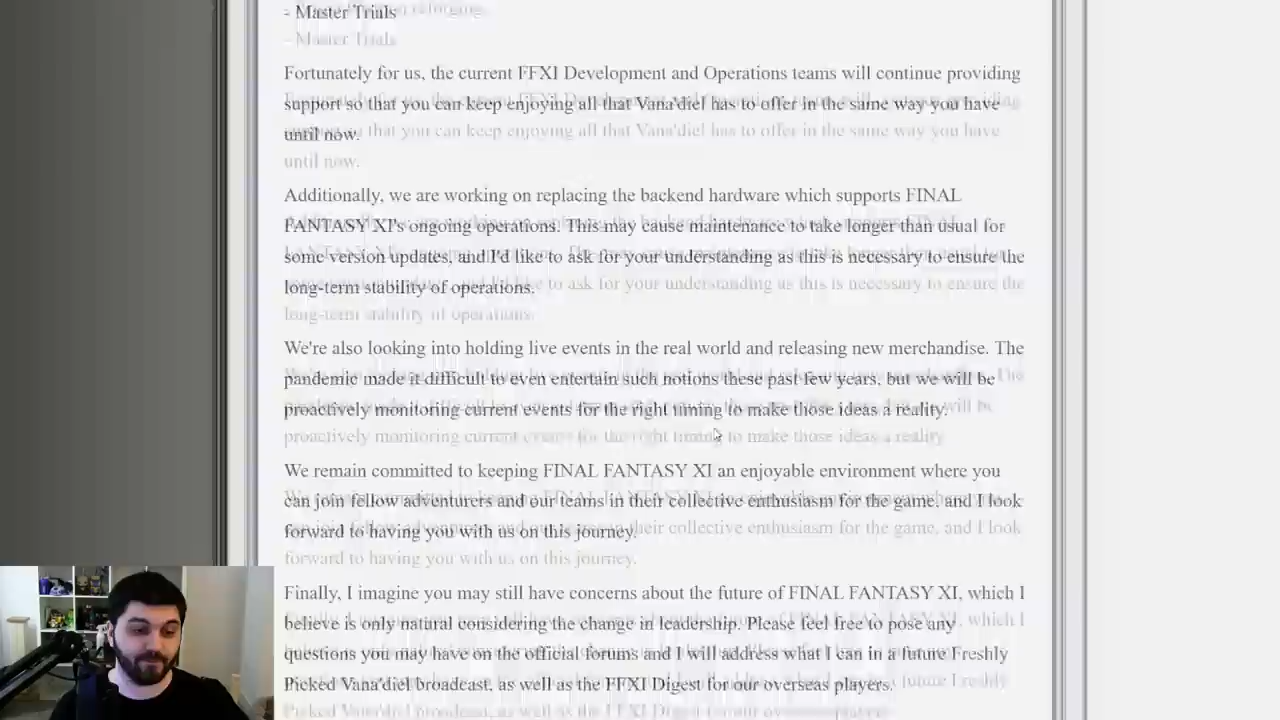 - Master Trials
Fortunately for us, the current FFXI Development and Operations teams will continue providing
support so that you can keep enjoying all that Vana'diel has to offer in the same way you have
until now.
Additionally, we are working on replacing the backend hardware which supports FINAL
FANTASY XI's ongoing operations. This may cause maintenance to take longer than usual for
some version updates, and I'd like to ask for your understanding as this is necessary to ensure the
long-term stability of operations.
We're also looking into holding live events in the real world and releasing new merchandise. The
pandemic made it difficult to even entertain such notions these past few years, but we will be
proactively monitoring current events for the right timing to make those ideas a reality.
We remain committed to keeping FINAL FANTASY XI an enjoyable environment where you
can join fellow adventurers and our teams in their collective enthusiasm for the game, and I look
forward to having you with us on this journey.
Finally, I imagine you may still have concerns about the future of FINAL FANTASY XI, which I
believe is only natural considering the change in leadership. Please feel free to pose any
questions you may have on the official forums and I will address what I can in a future Freshly
Picked Vana'diel broadcast, as well as the FFXI Digest for our overseas players.